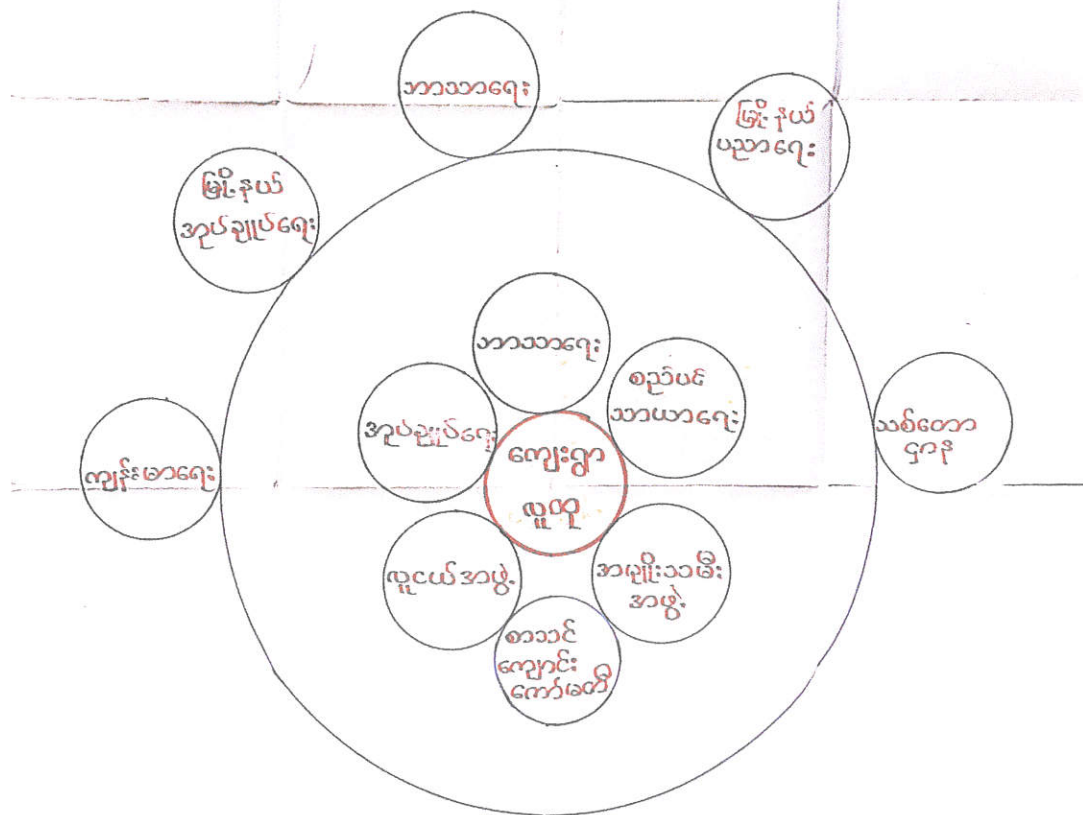 ဘာသာရေး
မြို့နယ်
ပညာရေး
မြို့နယ်
အုပ်ချုပ်ရေး
ဘာသာရေး
စည်ပင်
သာယာရေး
အုပ်ချုပ်ရေး
ကျေးရွာ
လူထု
သစ်တော
ဌာန
ကျန်းမာရေး
လူငယ်အဖွဲ့
အမျိုးသမီး
အဖွဲ့
စာသင်
ကျောင်း
ကော်မတီ